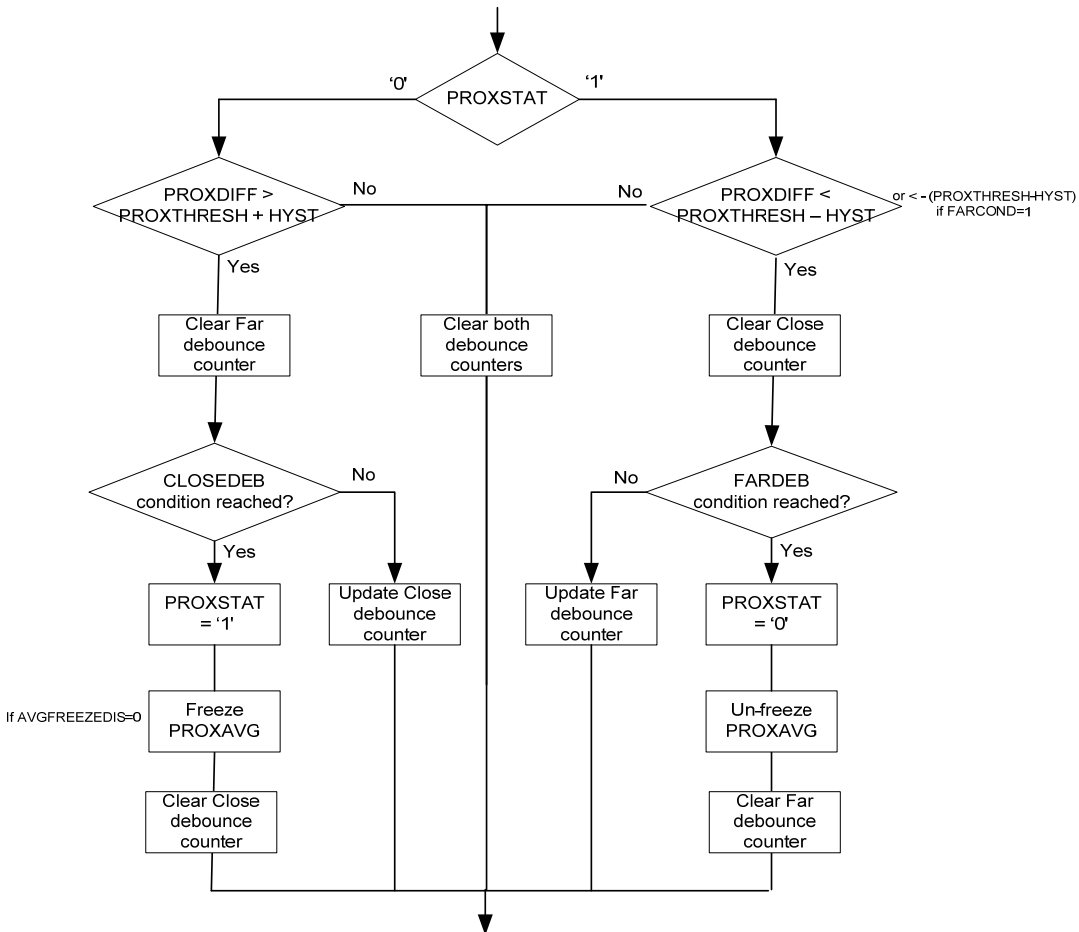 ‘0’
PROXSTAT
‘1’
PROXDIFF >
PROXTHRESH + HYST
No
No
PROXDIFF <
PROXTHRESH – HYST
or < - (PROXTHRESH-HYST)
if FARCOND=1
Yes
Yes
Clear Far
debounce
counter
Clear both
debounce
counters
Clear Close
debounce
counter
CLOSEDEB
condition reached?
No
No
FARDEB
condition reached?
Yes
Yes
PROXSTAT
= ‘1’
Update Close
debounce
counter
Update Far
debounce
counter
PROXSTAT
= ‘0’
If AVGFREEZEDIS=0
Freeze
PROXAVG
Un-freeze
PROXAVG
Clear Close
debounce
counter
Clear Far
debounce
counter